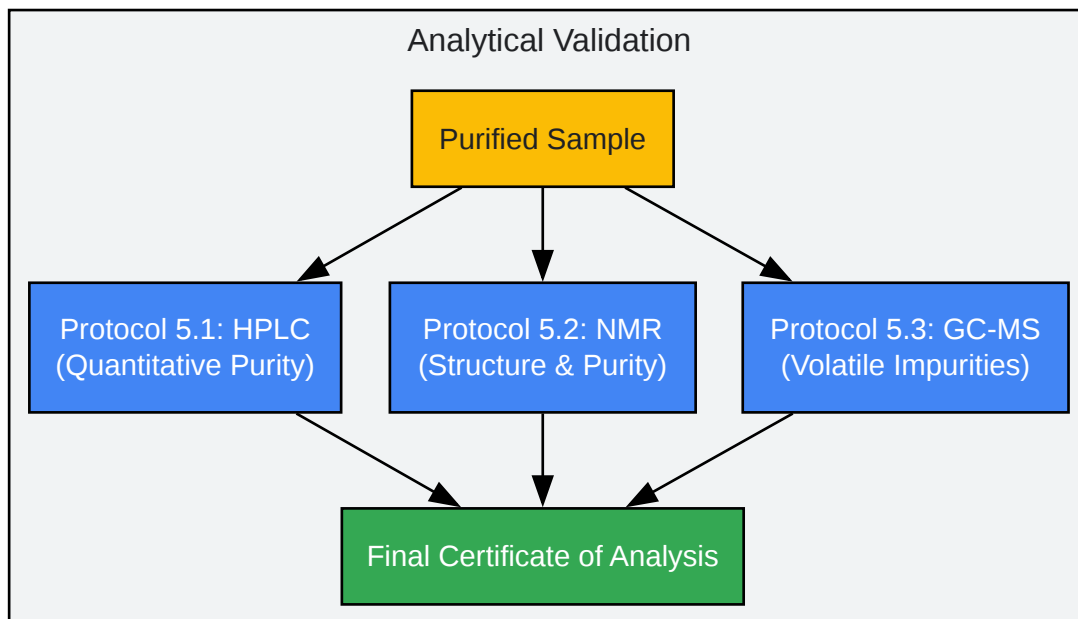 Analytical Validation
Purified Sample
Protocol 5.1: HPLC
(Quantitative Purity)
Protocol 5.2: NMR
(Structure & Purity)
Protocol 5.3: GC-MS
(Volatile Impurities)
Final Certificate of Analysis